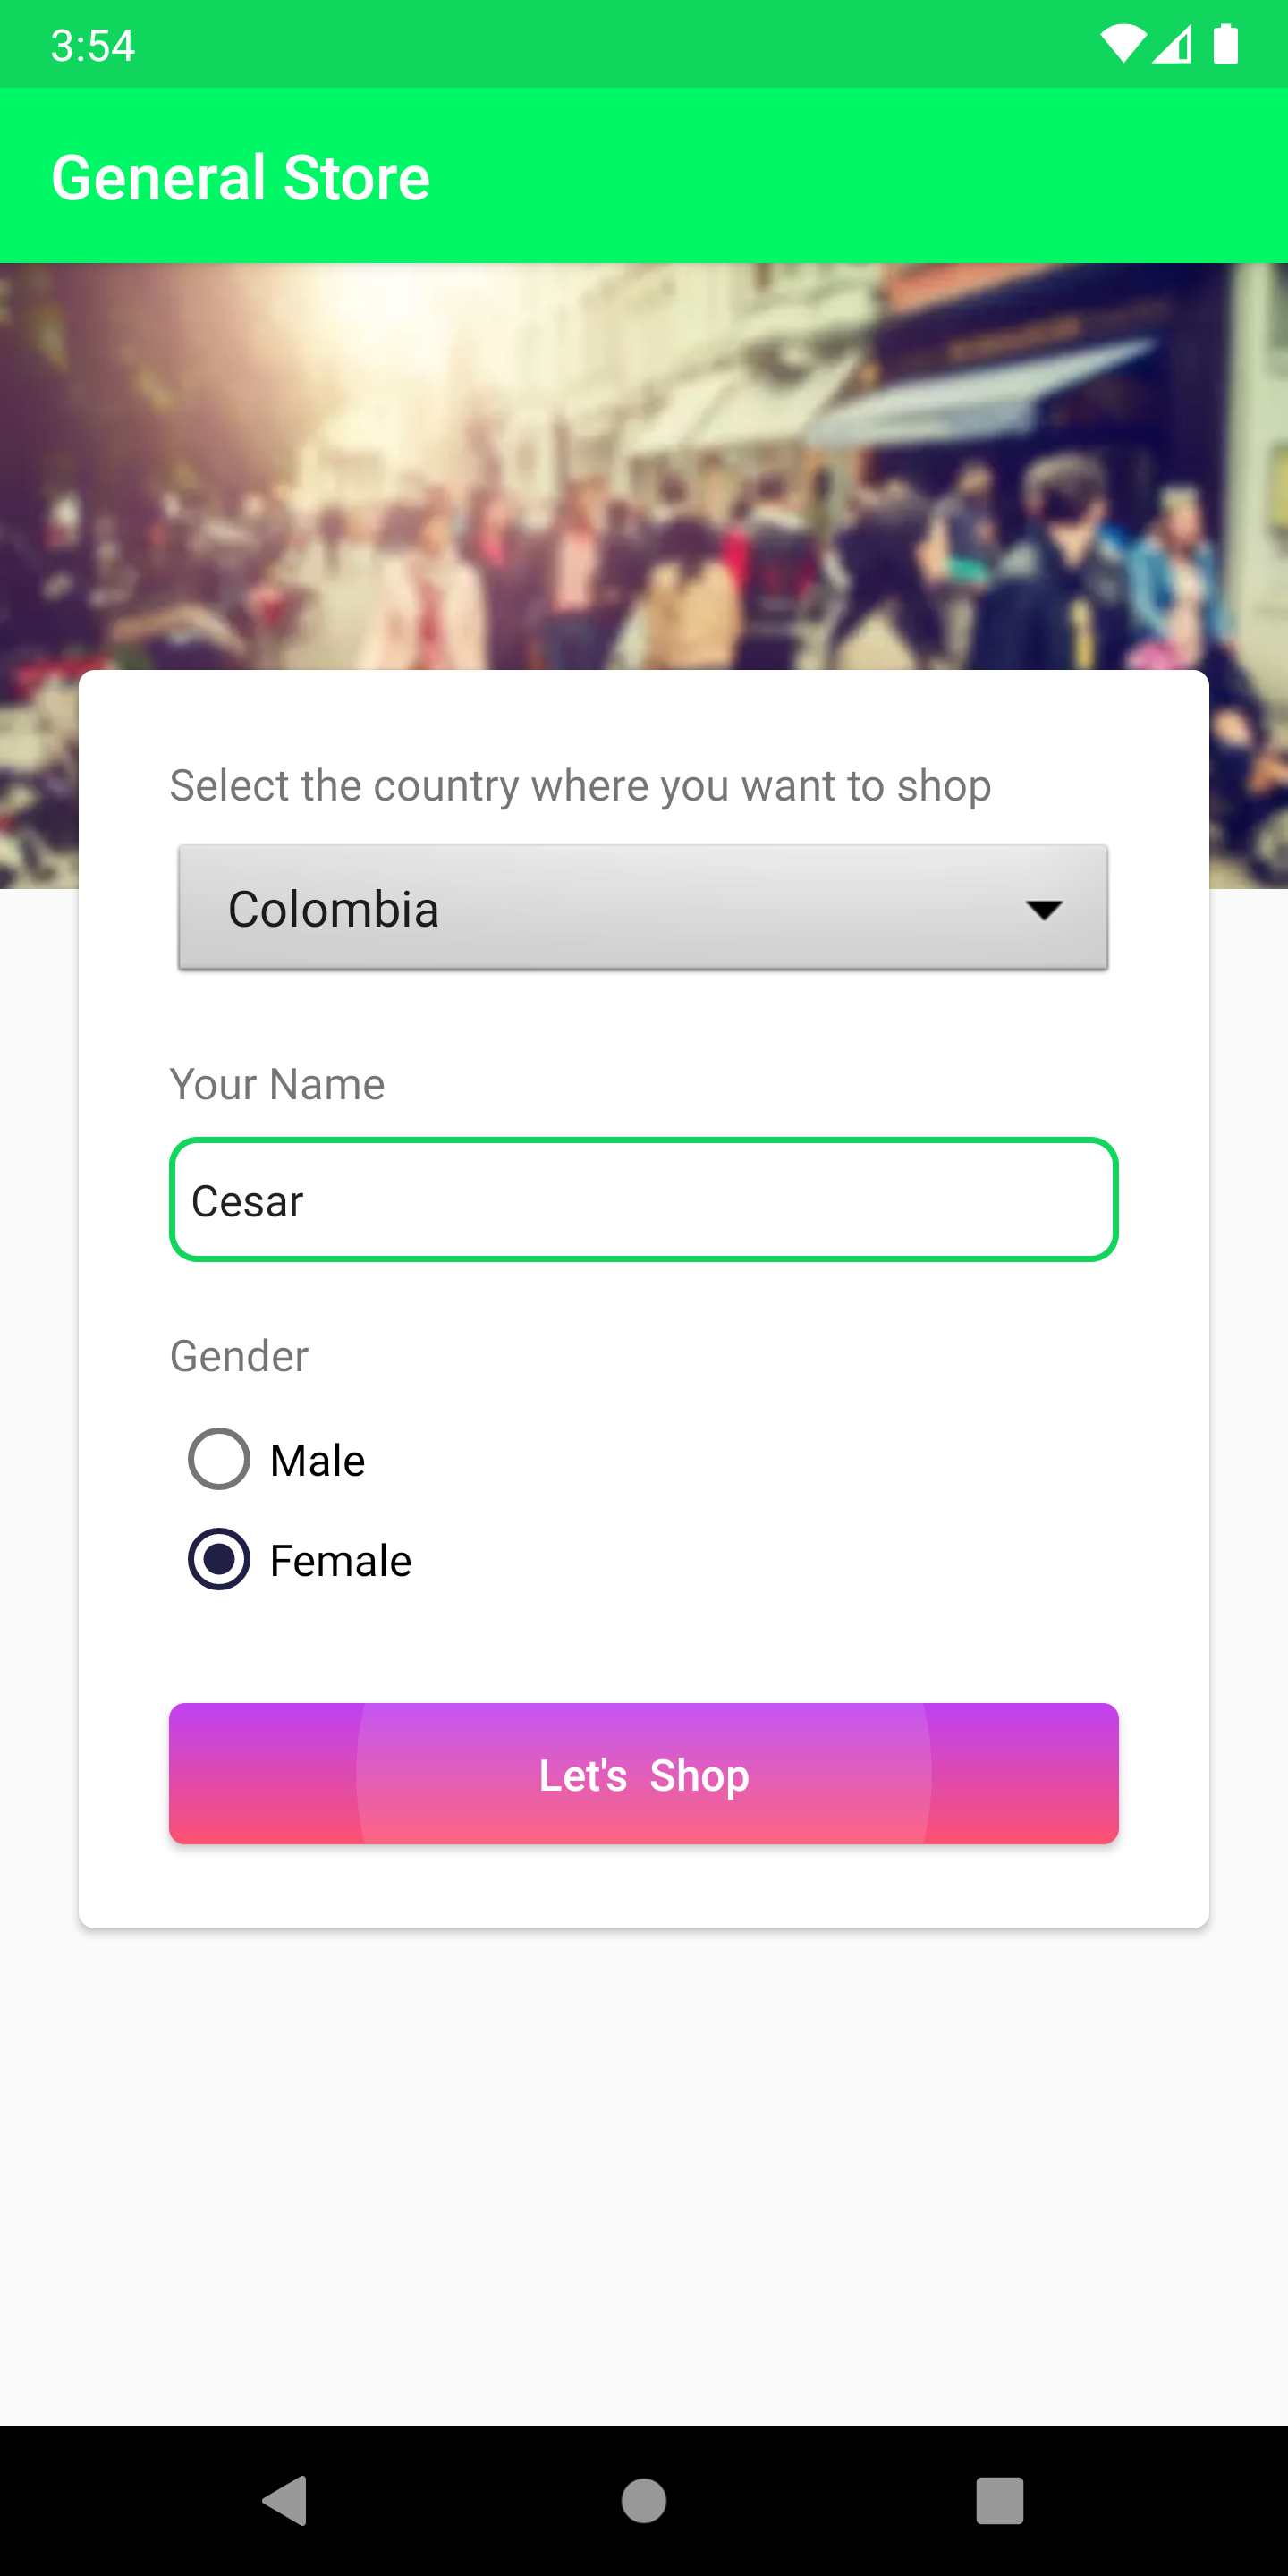 3:54
General Store
Select the country where you want to shop
Colombia
Your Name
Cesar
Gender
Male
Female
Let's Shop